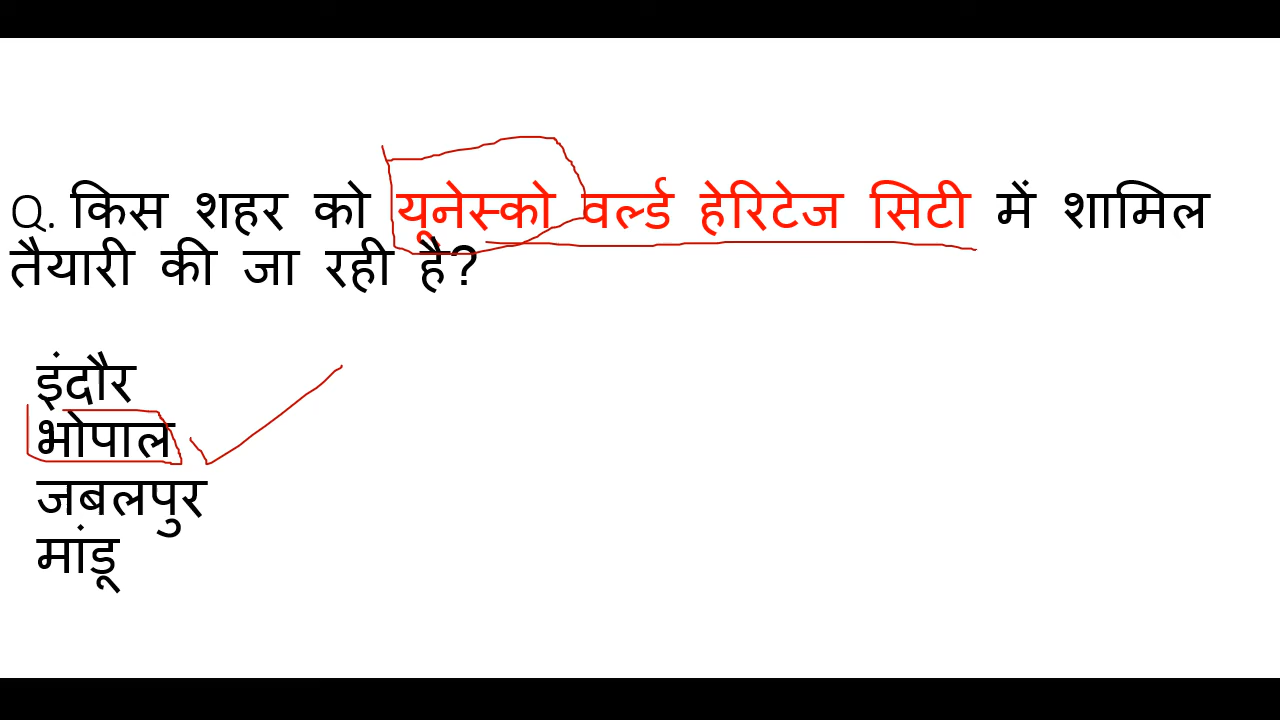 Q. किस शहर को यूनेस्को वर्ल्ड हेरिटेज सिटी में शामिल
तैयारी की जा रही है?
इंदौर
भोपाल
जबलपुर
मांडू